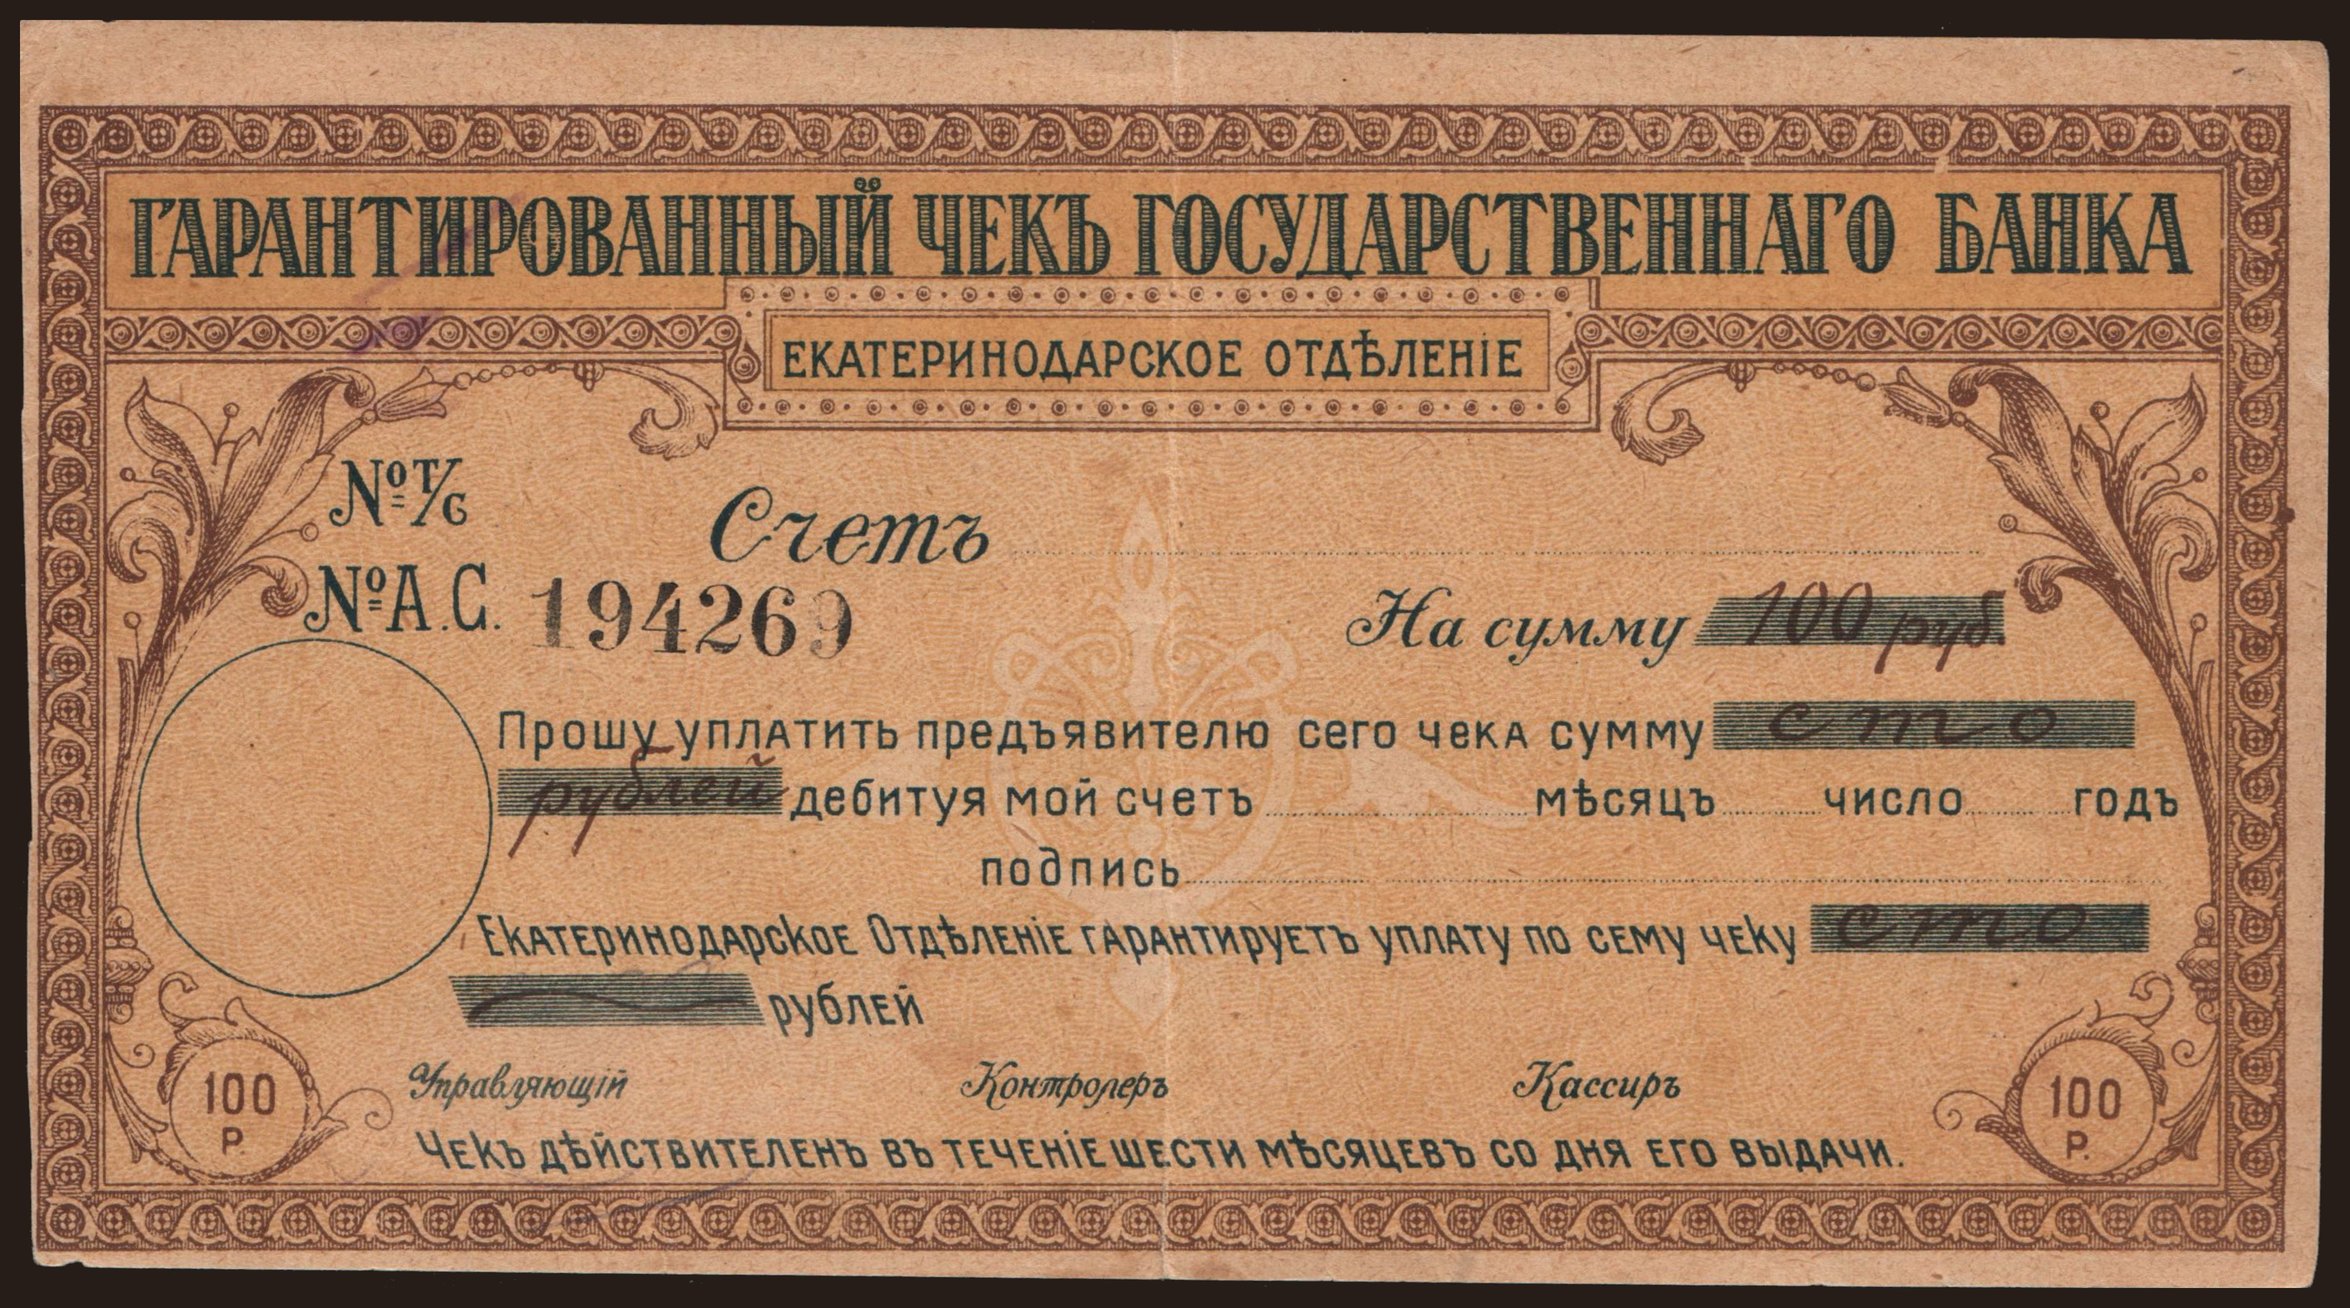 ГАРАНТИРОВАННЫЙ ЧЕКЪ ГОСУДАРСТВЕННАГО БАНКА
ЕКАТЕРИНОДАРСКОЕ ОТДѢЛЕНІЕ
№ Т/С
Счетъ
№ А.С. 194269
На сумму 100 руб.
Прошу уплатить предъявителю сего чека сумму сто
рублей дебитуя мой счетъ мѣсяцъ число годъ
подпись
Екатеринодарское Отдѣленіе гарантируетъ уплату по сему чеку сто
рублей
Управляющій Контролеръ Кассиръ
100 Р.
100 Р.
Чекъ дѣйствителенъ въ теченіе шести мѣсяцевъ со дня его выдачи.